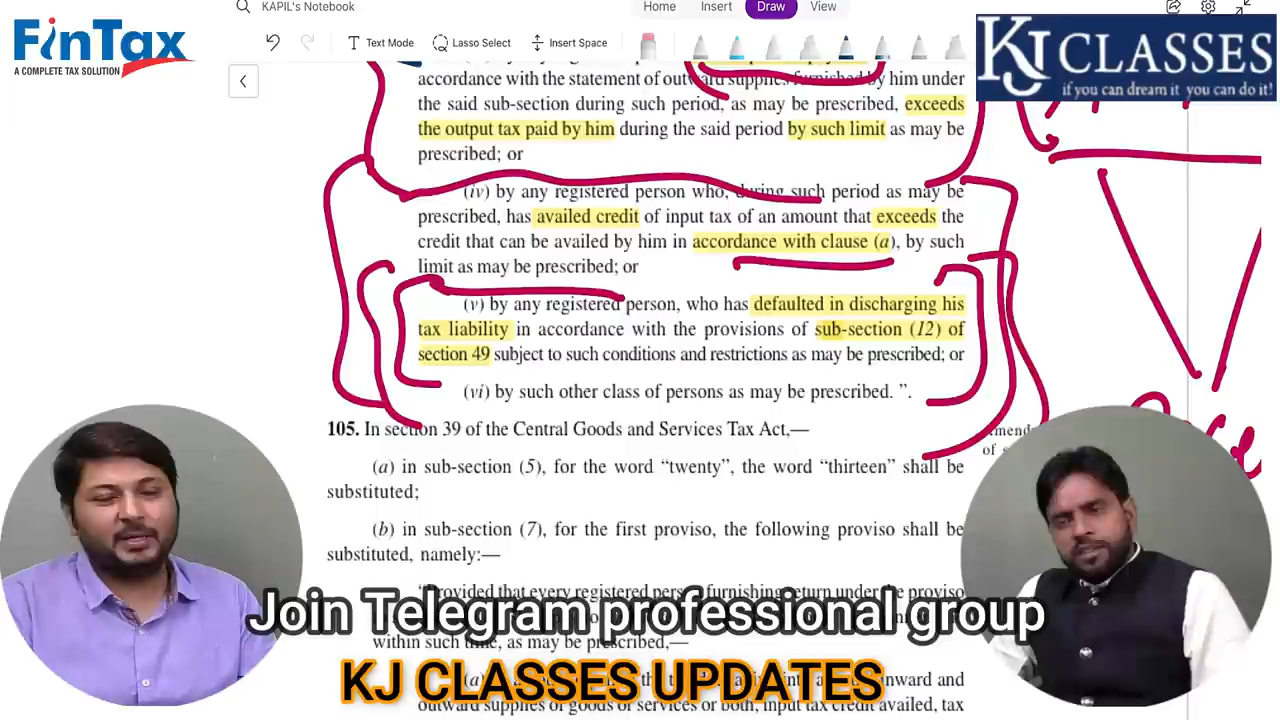 KAPIL's Notebook
Home Insert Draw View
FinTax
A COMPLETE TAX SOLUTION
Text Mode Lasso Select Insert Space
KJ CLASSES
if you can dream it you can do it!
accordance with the statement of outward supplies furnished by him under
the said sub-section during such period, as may be prescribed, exceeds
the output tax paid by him during the said period by such limit as may be
prescribed; or
(iv) by any registered person who, during such period as may be
prescribed, has availed credit of input tax of an amount that exceeds the
credit that can be availed by him in accordance with clause (a), by such
limit as may be prescribed; or
(v) by any registered person, who has defaulted in discharging his
tax liability in accordance with the provisions of sub-section (12) of
section 49 subject to such conditions and restrictions as may be prescribed; or
(vi) by such other class of persons as may be prescribed. ”.
105. In section 39 of the Central Goods and Services Tax Act,—
(a) in sub-section (5), for the word “twenty”, the word “thirteen” shall be
substituted;
(b) in sub-section (7), for the first proviso, the following proviso shall be
substituted, namely:—
“Provided that every registered person furnishing return under the proviso
within such time, as may be prescribed,—
Join Telegram professional group
KJ CLASSES UPDATES
outward supplies of goods or services or both, input tax credit availed, tax